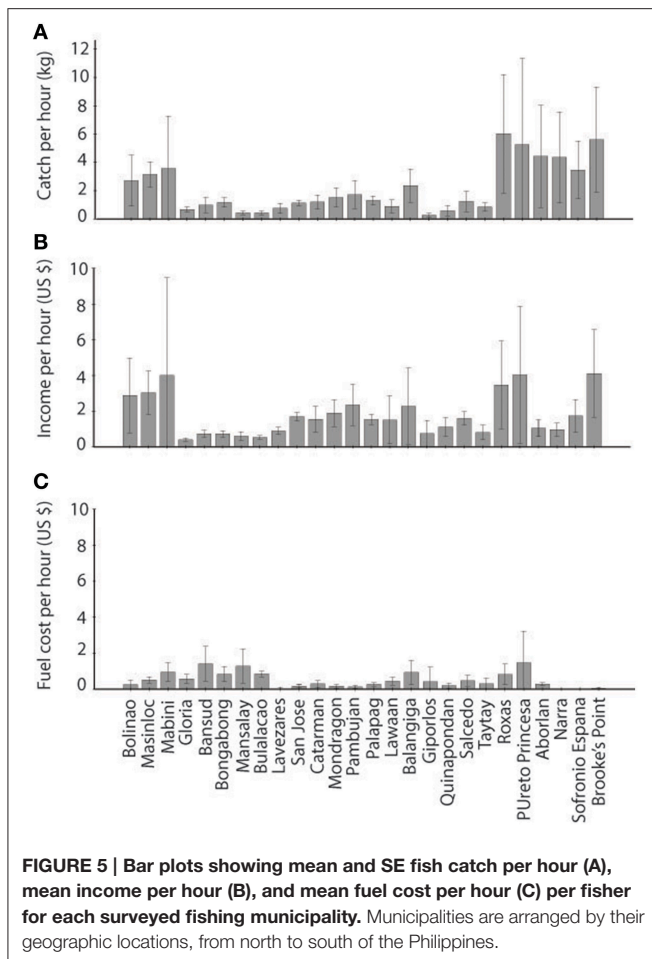 A
Catch per hour (kg)
12
10
8
6
4
2
0
B
Income per hour (US $)
10
8
6
4
2
0
C
Fuel cost per hour (US $)
10
8
6
4
2
0
Bolinao
Masinloc
Mabini
Gloria
Bansud
Bongabong
Mansalay
Bulalacao
Lavezares
San Jose
Catarman
Mondragon
Pambujan
Palapag
Lawaan
Balangiga
Giporlos
Quinapondan
Salcedo
Taytay
Roxas
PUreto Princesa
Aborlan
Narra
Sofronio Espana
Brooke's Point
FIGURE 5 | Bar plots showing mean and SE fish catch per hour (A),
mean income per hour (B), and mean fuel cost per hour (C) per fisher
for each surveyed fishing municipality. Municipalities are arranged by their
geographic locations, from north to south of the Philippines.